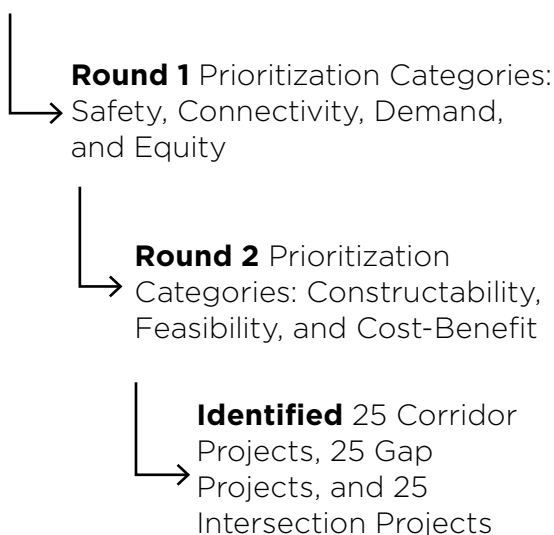 Round 1 Prioritization Categories:
Safety, Connectivity, Demand,
and Equity
Round 2 Prioritization
Categories: Constructability,
Feasibility, and Cost-Benefit
Identified 25 Corridor
Projects, 25 Gap
Projects, and 25
Intersection Projects